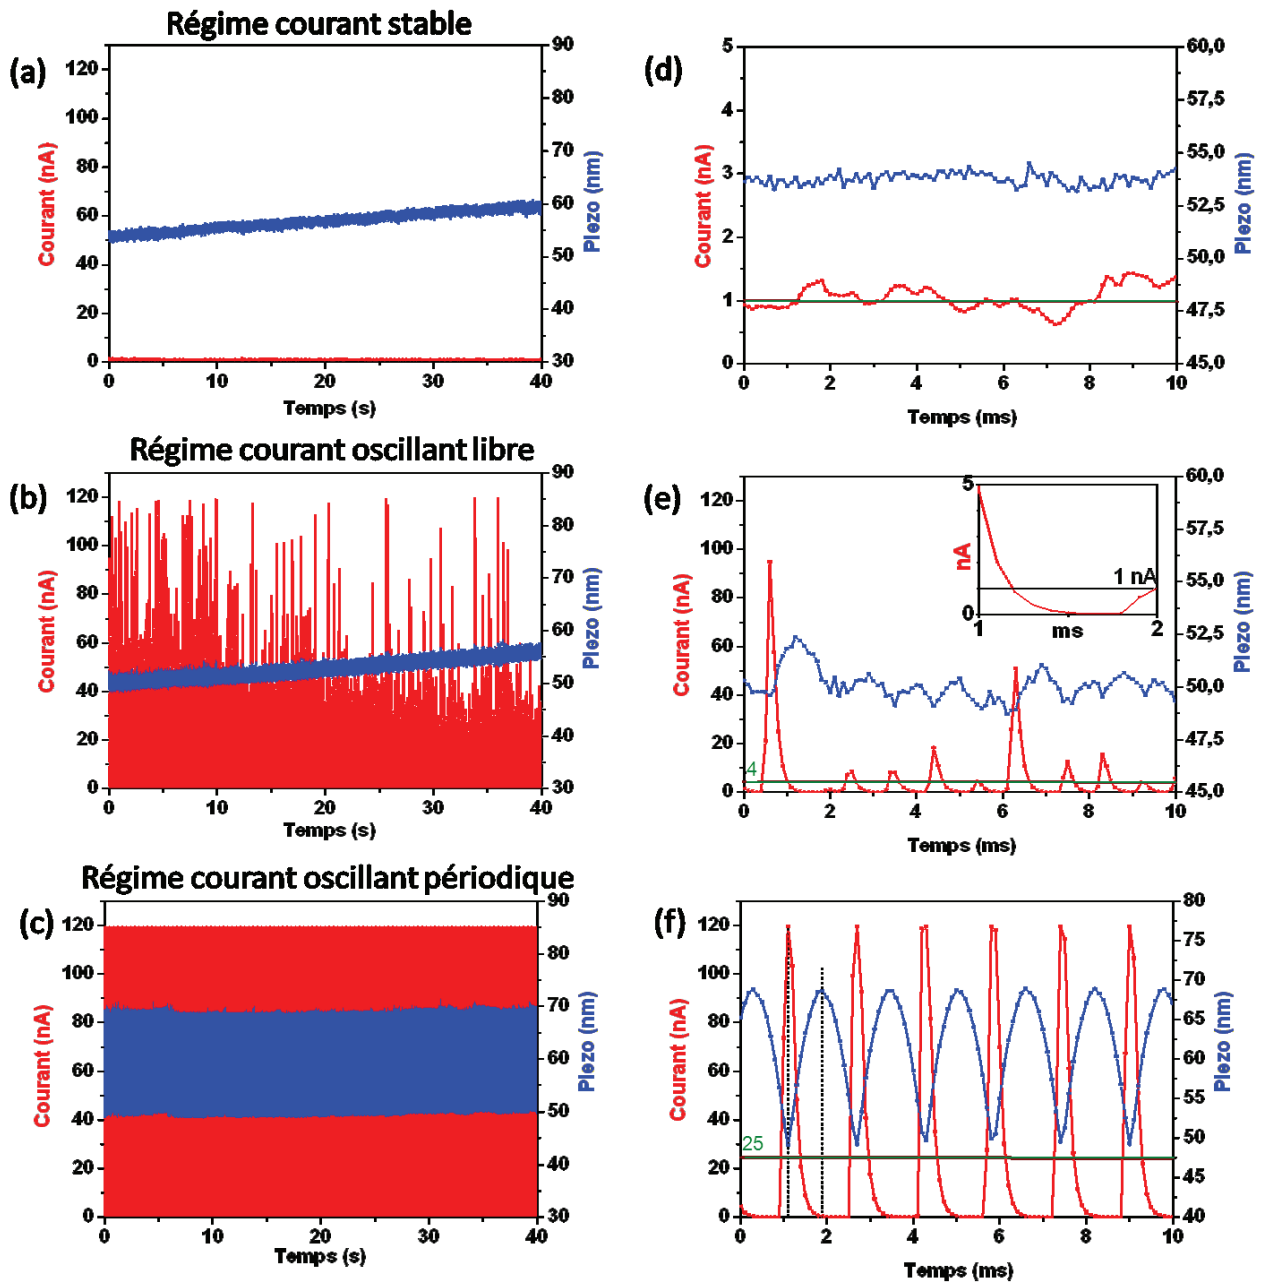 Régime courant stable
(a)
120
100
80
60
40
20
0
Courant (nA)
90
80
70
60
50
40
30
Piezo (nm)
0 10 20 30 40
Temps (s)
(d)
5
4
3
2
1
0
Courant (nA)
60,0
57,5
55,0
52,5
50,0
47,5
45,0
Piezo (nm)
0 2 4 6 8 10
Temps (ms)
Régime courant oscillant libre
(b)
120
100
80
60
40
20
0
Courant (nA)
90
80
70
60
50
40
30
Piezo (nm)
0 10 20 30 40
Temps (s)
(e)
120
100
80
60
40
20
0
Courant (nA)
4
5
nA
0
1 nA
1 ms 2
60,0
57,5
55,0
52,5
50,0
47,5
45,0
Piezo (nm)
0 2 4 6 8 10
Temps (ms)
Régime courant oscillant périodique
(c)
120
100
80
60
40
20
0
Courant (nA)
90
80
70
60
50
40
30
Piezo (nm)
0 10 20 30 40
Temps (s)
(f)
120
100
80
60
40
20
0
Courant (nA)
25
80
75
70
65
60
55
50
45
40
Piezo (nm)
0 2 4 6 8 10
Temps (ms)